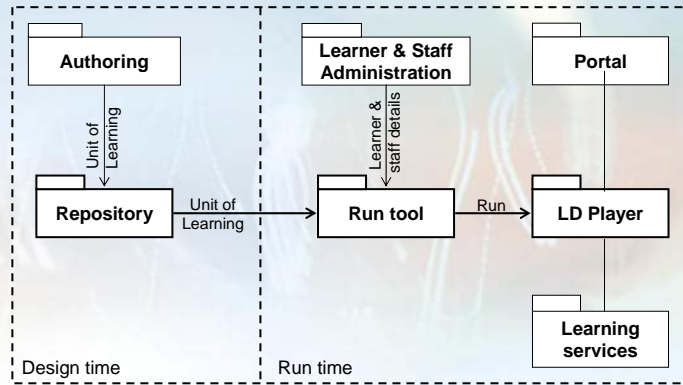 Authoring
Learner & Staff
Administration
Portal
Unit of
Learning
Learner &
staff details
Repository
Unit of
Learning
Run tool
Run
LD Player
Learning
services
Design time
Run time